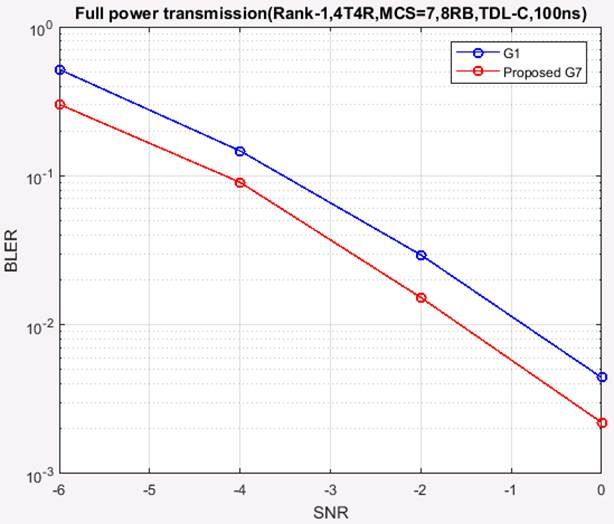 Full power transmission(Rank-1,4T4R,MCS=7,8RB,TDL-C,100ns)
10^0
G1
Proposed G7
10^-1
BLER
10^-2
10^-3
-6 -5 -4 -3 -2 -1 0
SNR